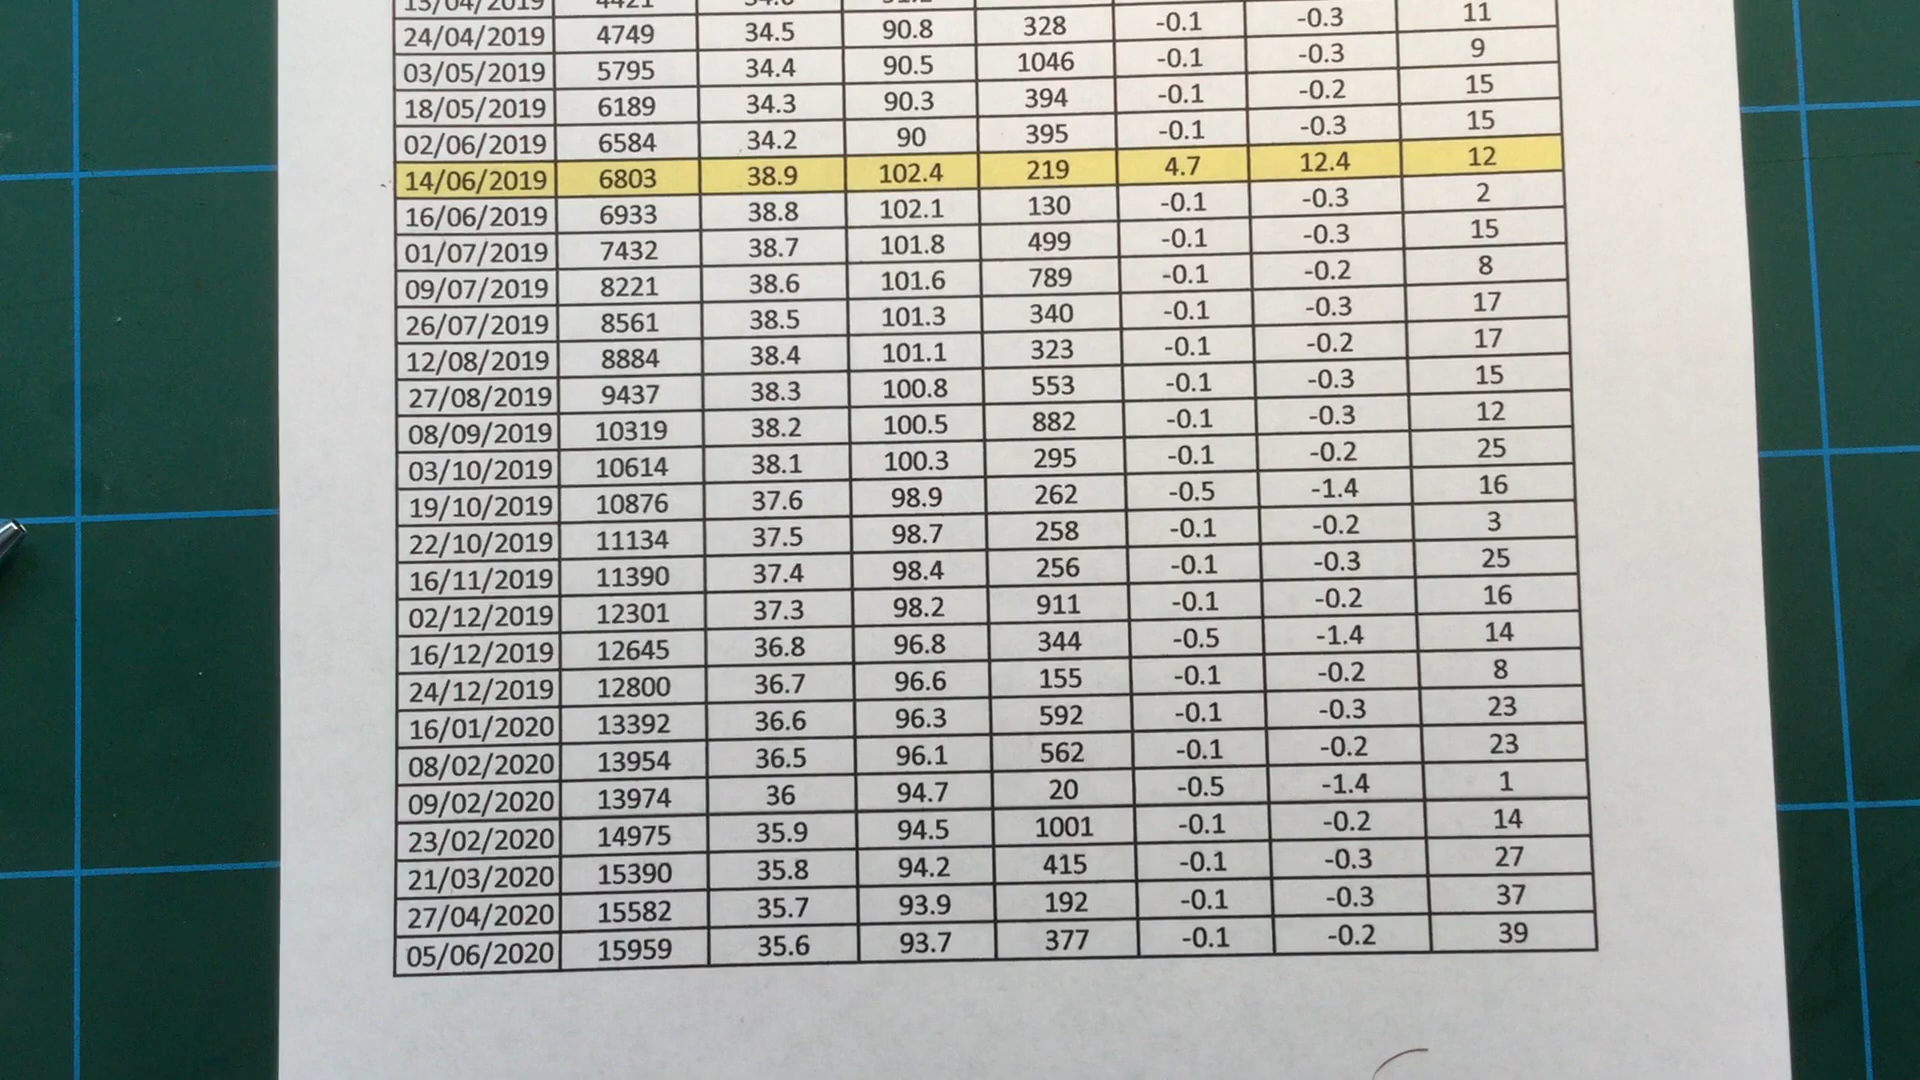 13/04/2019 4421
24/04/2019 4749 34.5 90.8 328 -0.1 -0.3 11
03/05/2019 5795 34.4 90.5 1046 -0.1 -0.3 9
18/05/2019 6189 34.3 90.3 394 -0.1 -0.2 15
02/06/2019 6584 34.2 90 395 -0.1 -0.3 15
14/06/2019 6803 38.9 102.4 219 4.7 12.4 12
16/06/2019 6933 38.8 102.1 130 -0.1 -0.3 2
01/07/2019 7432 38.7 101.8 499 -0.1 -0.3 15
09/07/2019 8221 38.6 101.6 789 -0.1 -0.2 8
26/07/2019 8561 38.5 101.3 340 -0.1 -0.3 17
12/08/2019 8884 38.4 101.1 323 -0.1 -0.2 17
27/08/2019 9437 38.3 100.8 553 -0.1 -0.3 15
08/09/2019 10319 38.2 100.5 882 -0.1 -0.3 12
03/10/2019 10614 38.1 100.3 295 -0.1 -0.2 25
19/10/2019 10876 37.6 98.9 262 -0.5 -1.4 16
22/10/2019 11134 37.5 98.7 258 -0.1 -0.2 3
16/11/2019 11390 37.4 98.4 256 -0.1 -0.3 25
02/12/2019 12301 37.3 98.2 911 -0.1 -0.2 16
16/12/2019 12645 36.8 96.8 344 -0.5 -1.4 14
24/12/2019 12800 36.7 96.6 155 -0.1 -0.2 8
16/01/2020 13392 36.6 96.3 592 -0.1 -0.3 23
08/02/2020 13954 36.5 96.1 562 -0.1 -0.2 23
09/02/2020 13974 36 94.7 20 -0.5 -1.4 1
23/02/2020 14975 35.9 94.5 1001 -0.1 -0.2 14
21/03/2020 15390 35.8 94.2 415 -0.1 -0.3 27
27/04/2020 15582 35.7 93.9 192 -0.1 -0.3 37
05/06/2020 15959 35.6 93.7 377 -0.1 -0.2 39